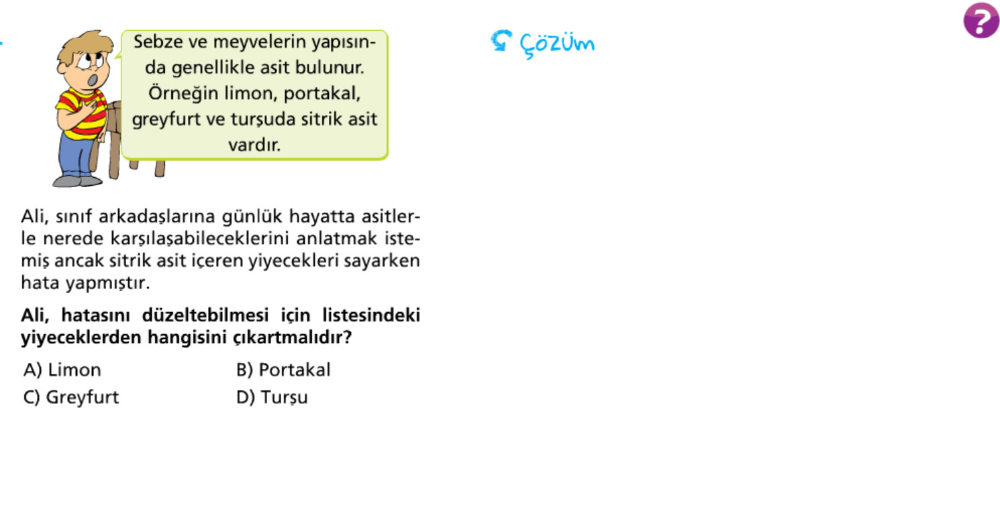 Sebze ve meyvelerin yapısın-
da genellikle asit bulunur.
Örneğin limon, portakal,
greyfurt ve turşuda sitrik asit
vardır.
Ali, sınıf arkadaşlarına günlük hayatta asitler-
le nerede karşılaşabileceklerini anlatmak iste-
miş ancak sitrik asit içeren yiyecekleri sayarken
hata yapmıştır.
Ali, hatasını düzeltebilmesi için listesindeki
yiyeceklerden hangisini çıkartmalıdır?
A) Limon
B) Portakal
C) Greyfurt
D) Turşu
Çözüm
?